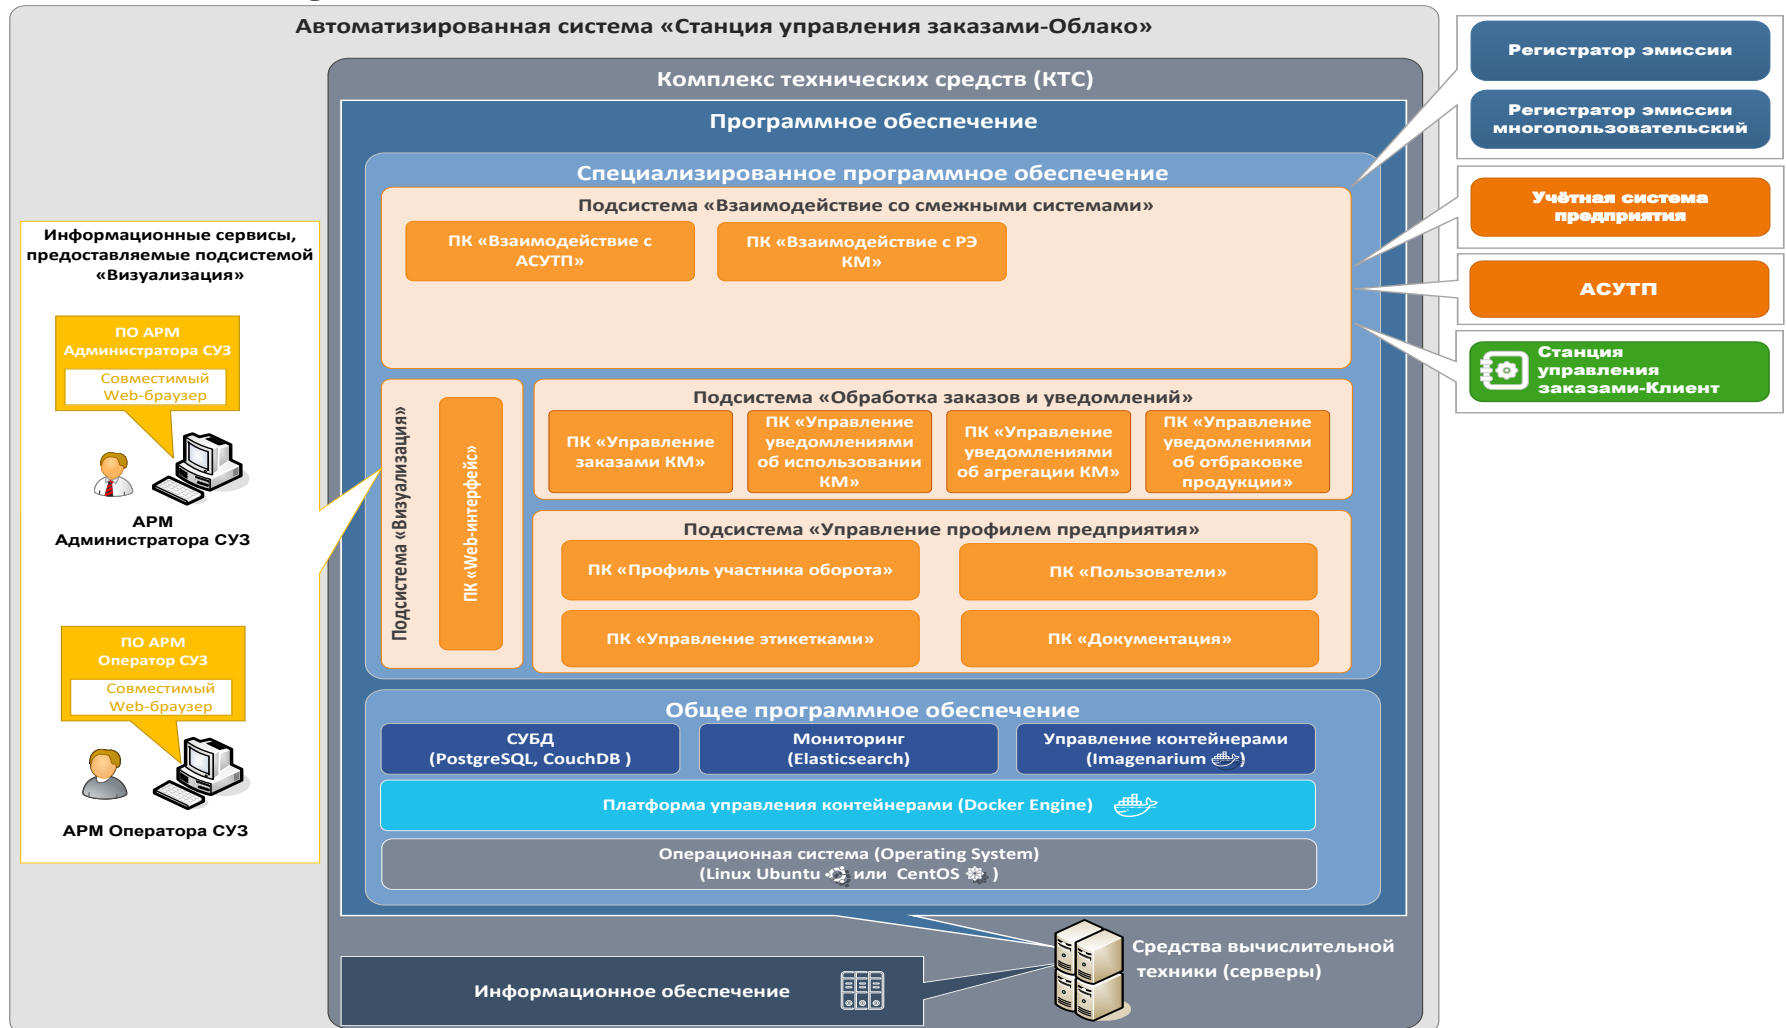 Автоматизированная система «Станция управления заказами-Облако»
Комплекс технических средств (КТС)
Программное обеспечение
Специализированное программное обеспечение
Подсистема «Взаимодействие со смежными системами»
ПК «Взаимодействие с
АСУТП»
ПК «Взаимодействие с РЭ
КМ»
Регистратор эмиссии
Регистратор эмиссии
многопользовательский
Учётная система
предприятия
АСУТП
Станция
управления
заказами-Клиент
Информационные сервисы,
предоставляемые подсистемой
«Визуализация»
ПО АРМ
Администратора СУЗ
Совместимый
Web-браузер
АРМ
Администратора СУЗ
ПО АРМ
Оператор СУЗ
Совместимый
Web-браузер
АРМ Оператора СУЗ
Подсистема «Визуализация»
ПК «Web-интерфейс»
Подсистема «Обработка заказов и уведомлений»
ПК «Управление
заказами КМ»
ПК «Управление
уведомлениями
об использовании
КМ»
ПК «Управление
уведомлениями
об агрегации КМ»
ПК «Управление
уведомлениями
об отбраковке
продукции»
Подсистема «Управление профилем предприятия»
ПК «Профиль участника оборота»
ПК «Пользователи»
ПК «Управление этикетками»
ПК «Документация»
Общее программное обеспечение
СУБД
(PostgreSQL, CouchDB )
Мониторинг
(Elasticsearch)
Управление контейнерами
(Imagenarium )
Платформа управления контейнерами (Docker Engine)
Операционная система (Operating System)
(Linux Ubuntu или CentOS )
Средства вычислительной
техники (серверы)
Информационное обеспечение